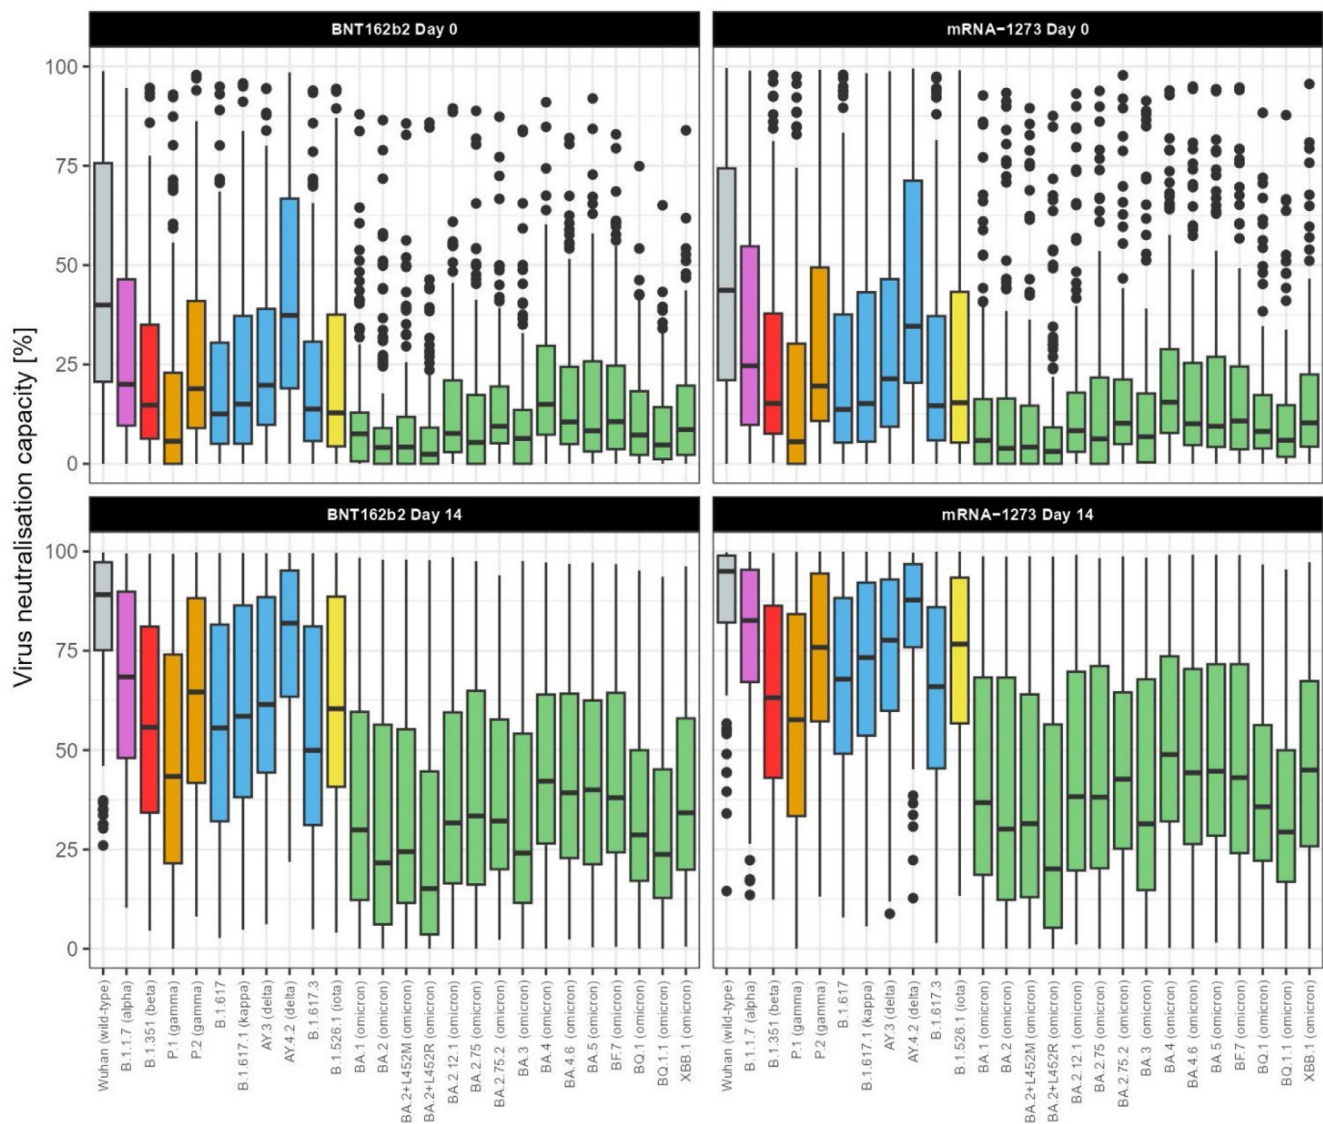 BNT162b2 Day 0
mRNA−1273 Day 0
Virus neutralisation capacity [%]
100
75
50
25
0
BNT162b2 Day 14
mRNA−1273 Day 14
100
75
50
25
0
Wuhan (wild-type)
B.1.1.7 (alpha)
B.1.351 (beta)
P.1 (gamma)
P.2 (gamma)
B.1.617
B.1.617.1 (kappa)
AY.3 (delta)
AY.4.2 (delta)
B.1.617.3
B.1.526.1 (iota)
BA.1 (omicron)
BA.2 (omicron)
BA.2+L452M (omicron)
BA.2+L452R (omicron)
BA.2.12.1 (omicron)
BA.2.75 (omicron)
BA.2.75.2 (omicron)
BA.3 (omicron)
BA.4 (omicron)
BA.4.6 (omicron)
BA.5 (omicron)
BF.7 (omicron)
BQ.1 (omicron)
BQ.1.1 (omicron)
XBB.1 (omicron)
Wuhan (wild-type)
B.1.1.7 (alpha)
B.1.351 (beta)
P.1 (gamma)
P.2 (gamma)
B.1.617
B.1.617.1 (kappa)
AY.3 (delta)
AY.4.2 (delta)
B.1.617.3
B.1.526.1 (iota)
BA.1 (omicron)
BA.2 (omicron)
BA.2+L452M (omicron)
BA.2+L452R (omicron)
BA.2.12.1 (omicron)
BA.2.75 (omicron)
BA.2.75.2 (omicron)
BA.3 (omicron)
BA.4 (omicron)
BA.4.6 (omicron)
BA.5 (omicron)
BF.7 (omicron)
BQ.1 (omicron)
BQ.1.1 (omicron)
XBB.1 (omicron)